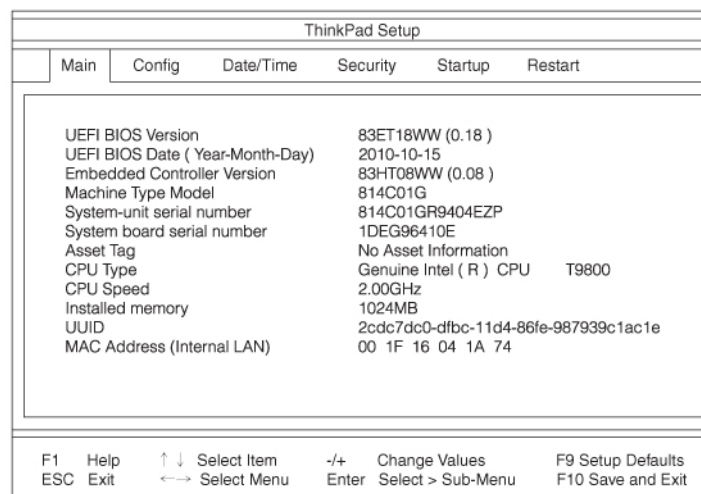 ThinkPad Setup
Main Config Date/Time Security Startup Restart
UEFI BIOS Version 83ET18WW (0.18 )
UEFI BIOS Date ( Year-Month-Day) 2010-10-15
Embedded Controller Version 83HT08WW (0.08 )
Machine Type Model 814C01G
System-unit serial number 814C01GR9404EZP
System board serial number 1DEG96410E
Asset Tag No Asset Information
CPU Type Genuine Intel ( R ) CPU T9800
CPU Speed 2.00GHz
Installed memory 1024MB
UUID 2cdc7dc0-dfbc-11d4-86fe-987939c1ac1e
MAC Address (Internal LAN) 00 1F 16 04 1A 74
F1 Help ↑ ↓ Select Item -/+ Change Values F9 Setup Defaults
ESC Exit ←→ Select Menu Enter Select > Sub-Menu F10 Save and Exit